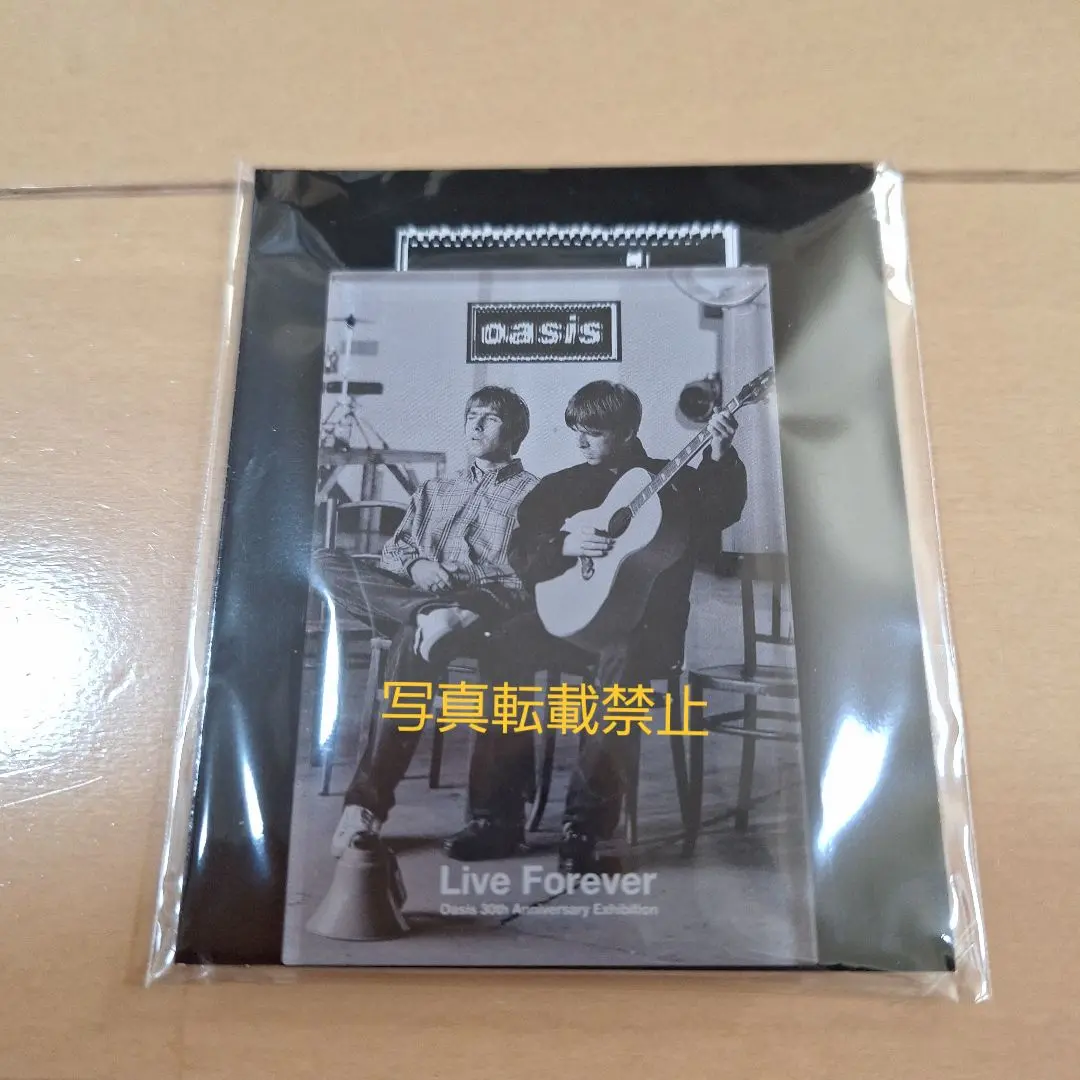 oasis
写真転載禁止
Live Forever
Oasis 30th Anniversary Exhibition